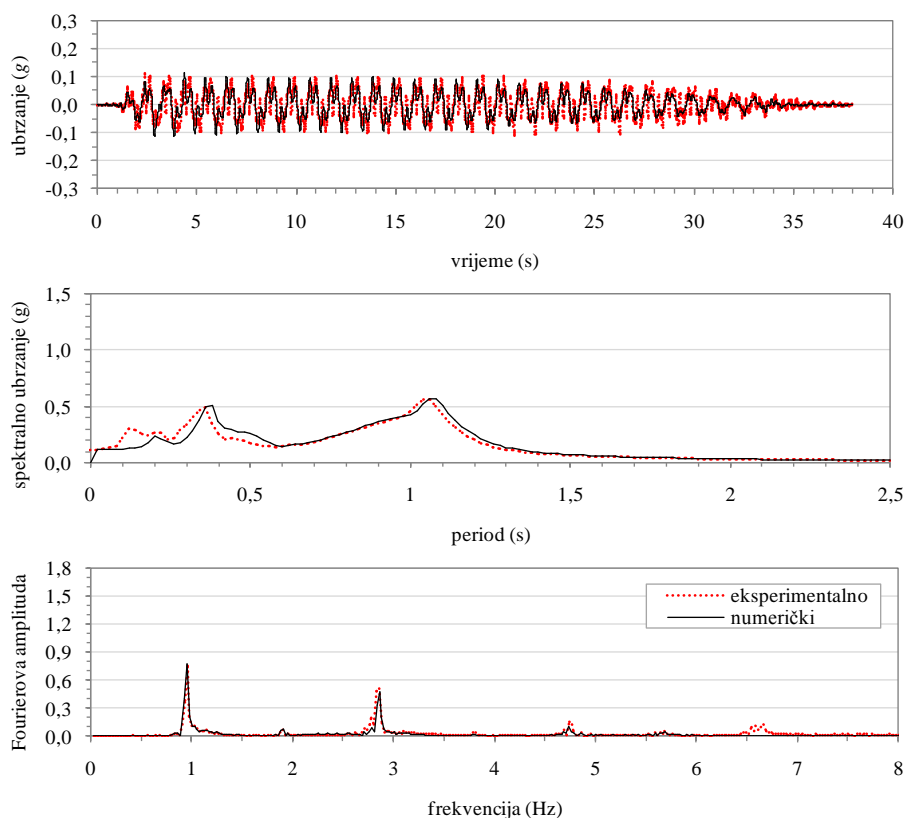 ubrzanje (g)
0,3
0,2
0,1
0,0
-0,1
-0,2
-0,3
0 5 10 15 20 25 30 35 40
vrijeme (s)
spektralno ubrzanje (g)
1,5
1,0
0,5
0,0
0 0,5 1 1,5 2 2,5
period (s)
Fourierova amplituda
1,8
1,5
1,2
0,9
0,6
0,3
0,0
eksperimentalno
numerički
0 1 2 3 4 5 6 7 8
frekvencija (Hz)